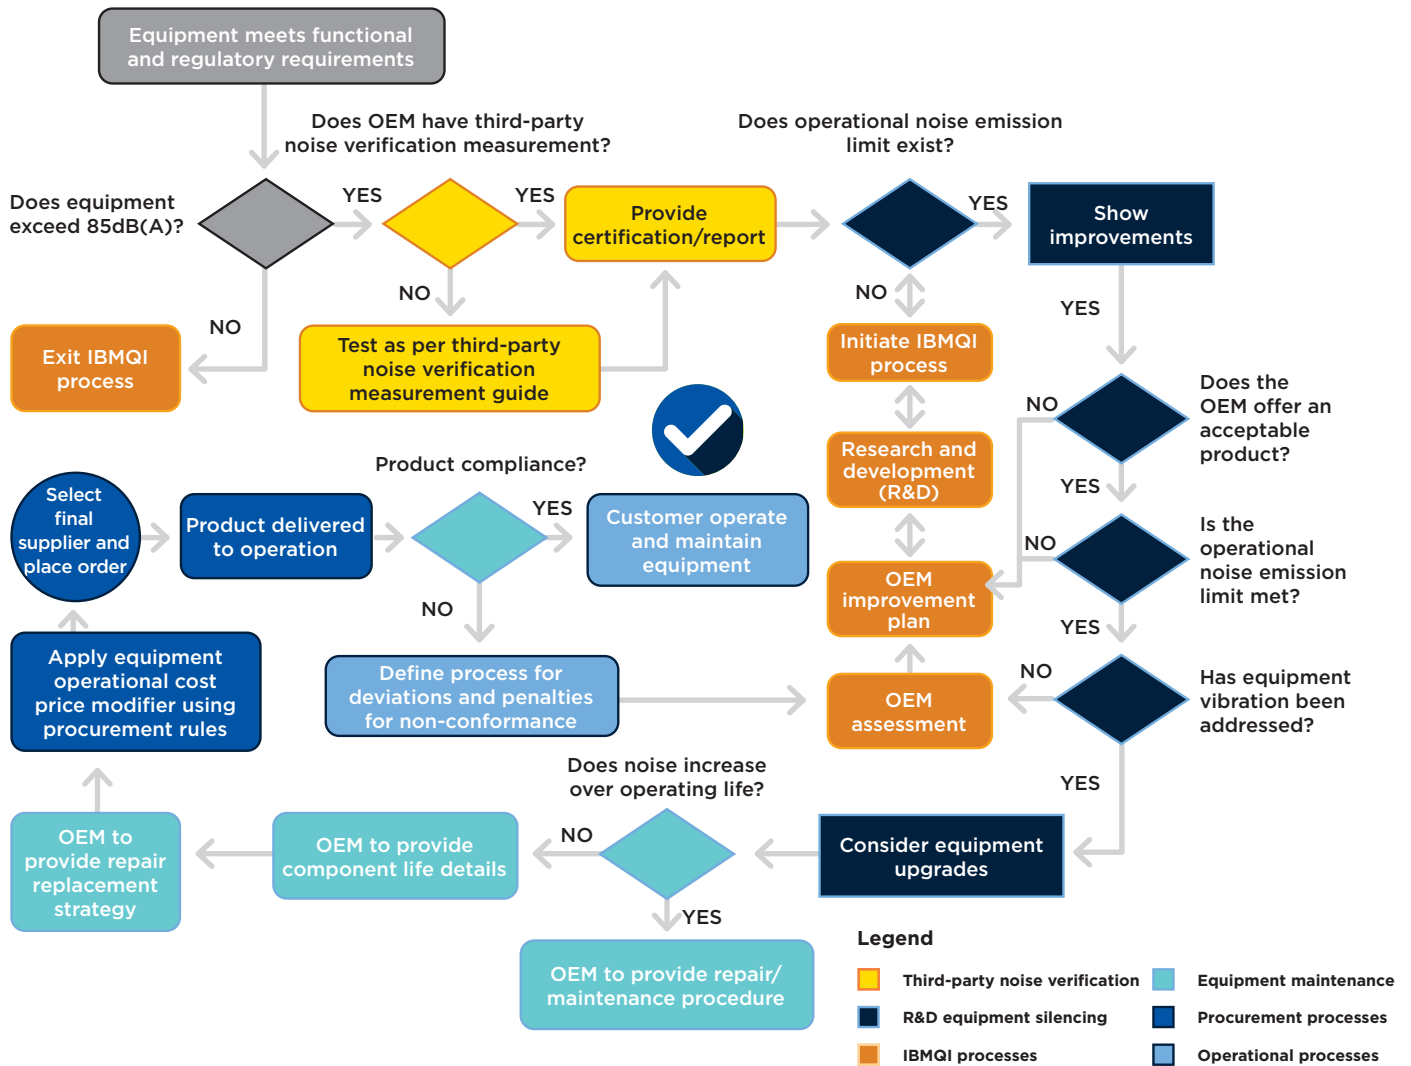 Equipment meets functional
and regulatory requirements
Does OEM have third-party
noise verification measurement?
Does operational noise emission
limit exist?
Does equipment
exceed 85dB(A)?
YES
YES
Provide
certification/report
YES
Show
improvements
NO
NO
NO
YES
Exit IBMQI
process
Test as per third-party
noise verification
measurement guide
Initiate IBMQI
process
Does the
OEM offer an
acceptable
product?
NO
YES
Research and
development
(R&D)
Product compliance?
Select
final
supplier and
place order
Product delivered
to operation
YES
Customer operate
and maintain
equipment
Is the
operational
noise emission
limit met?
NO
YES
OEM
improvement
plan
NO
Apply equipment
operational cost
price modifier using
procurement rules
Define process for
deviations and penalties
for non-conformance
OEM
assessment
NO
Has equipment
vibration been
addressed?
YES
Does noise increase
over operating life?
OEM to
provide repair
replacement
strategy
OEM to provide
component life details
NO
Consider equipment
upgrades
YES
OEM to provide repair/
maintenance procedure
Legend
Third-party noise verification
Equipment maintenance
R&D equipment silencing
Procurement processes
IBMQI processes
Operational processes